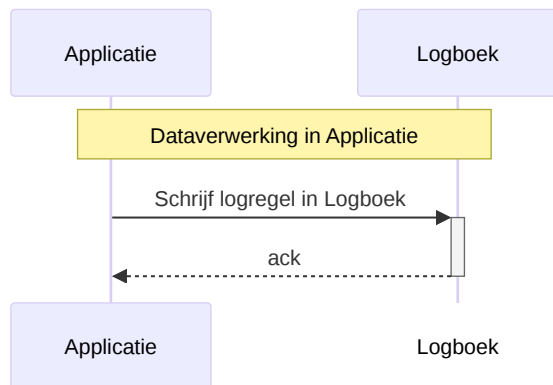 Applicatie
Logboek
Dataverwerking in Applicatie
Schrijf logregel in Logboek
ack
Applicatie
Logboek